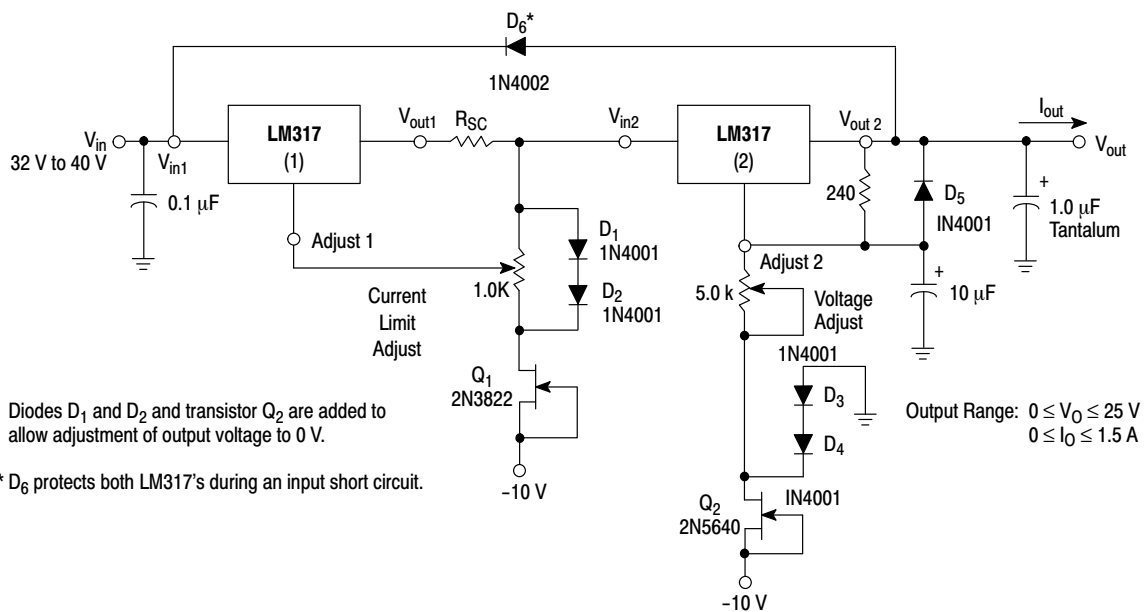 D6*
1N4002
Vin
32 V to 40 V
Vin1
0.1 μF
LM317
(1)
Vout1
RSC
Vin2
LM317
(2)
Vout 2
Iout
Vout
240
D5
IN4001
+
1.0 μF
Tantalum
Adjust 1
Current
Limit
Adjust
1.0K
D1
1N4001
D2
1N4001
Adjust 2
5.0 k
Voltage
Adjust
+
10 μF
Q1
2N3822
–10 V
1N4001
D3
D4
IN4001
Q2
2N5640
–10 V
Output Range: 0 ≤ VO ≤ 25 V
0 ≤ IO ≤ 1.5 A
Diodes D1 and D2 and transistor Q2 are added to
allow adjustment of output voltage to 0 V.
* D6 protects both LM317's during an input short circuit.